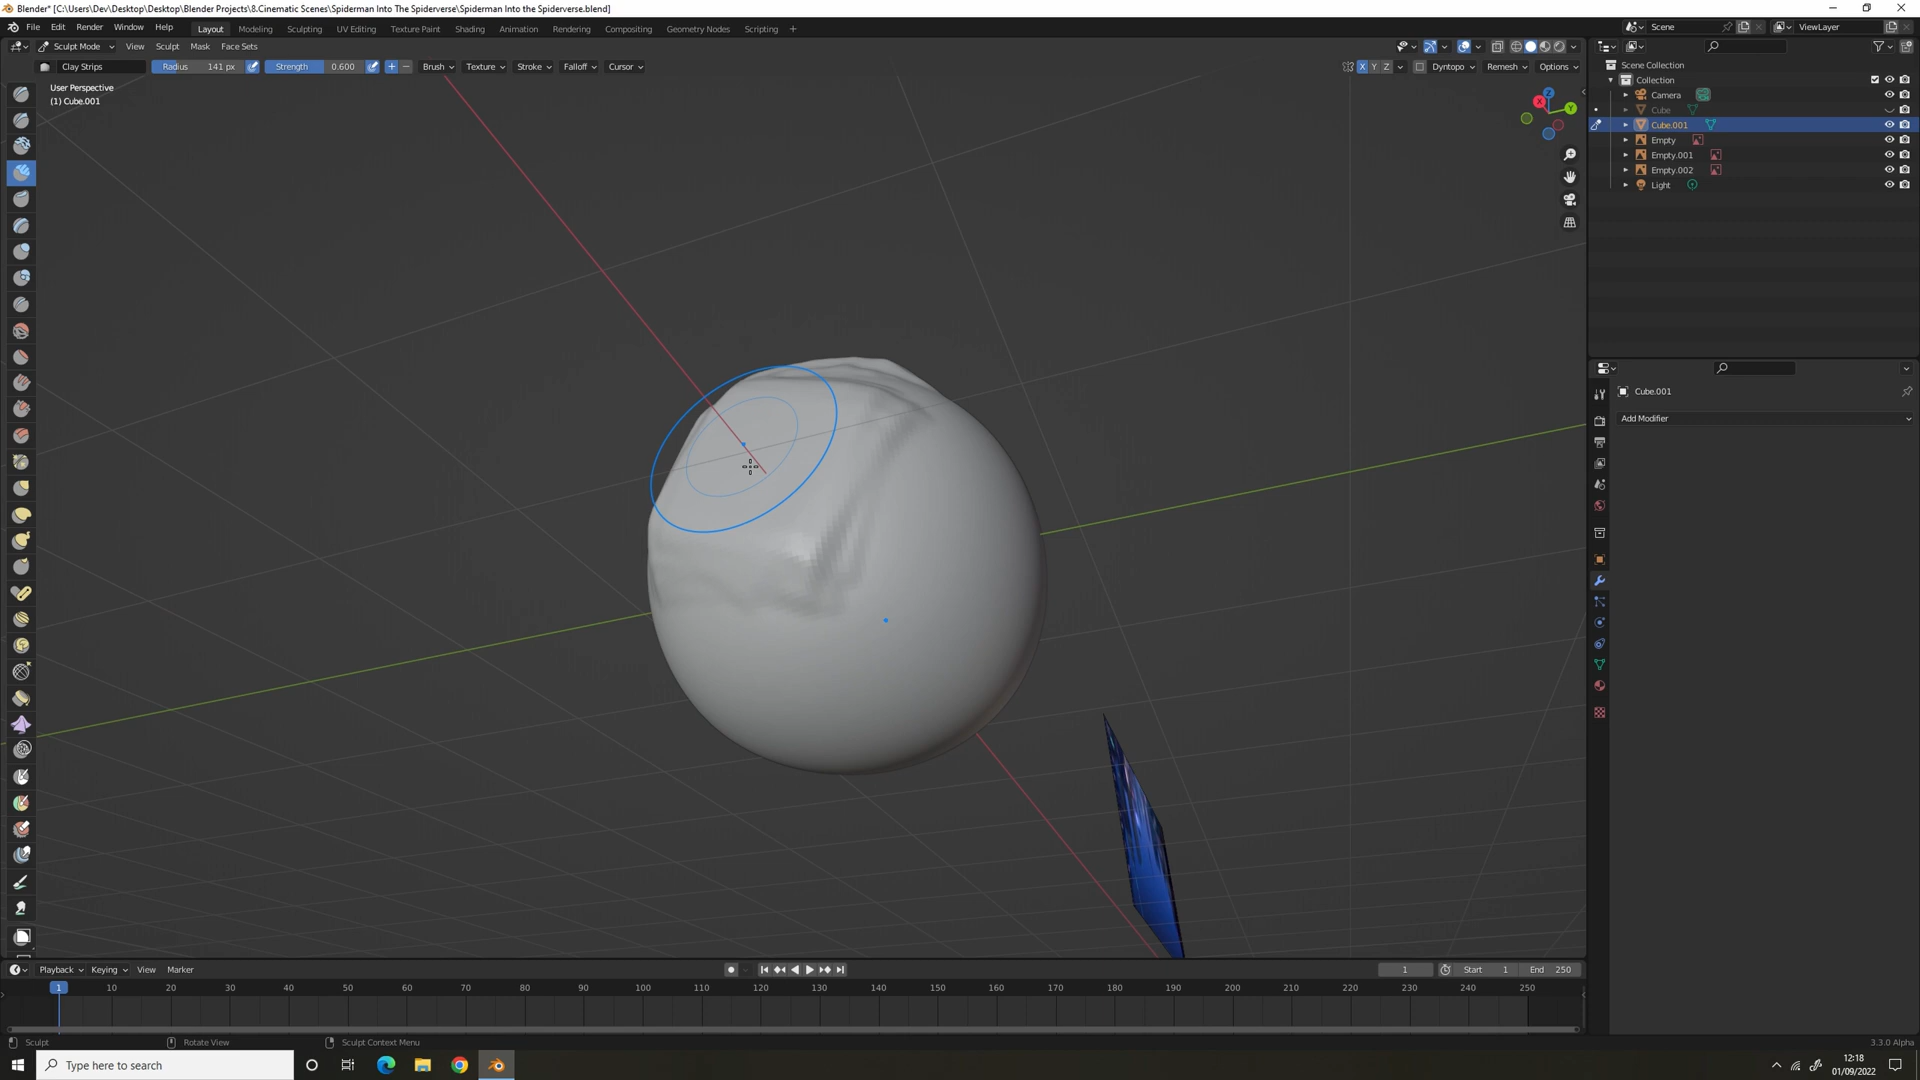 Blender* [C:\Users\Dev\Desktop\Desktop\Blender Projects\8.Cinematic Scenes\Spiderman Into The Spiderverse\Spiderman Into the Spiderverse.blend]
File Edit Render Window Help Layout Modeling Sculpting UV Editing Texture Paint Shading Animation Rendering Compositing Geometry Nodes Scripting + Scene ViewLayer
Sculpt Mode View Sculpt Mask Face Sets
Clay Strips Radius 141 px Strength 0.600 + − Brush Texture Stroke Falloff Cursor X Y Z Dyntopo Remesh Options
User Perspective
(1) Cube.001
Z
X
Y
Scene Collection
Collection
Camera
Cube
Cube.001
Empty
Empty.001
Empty.002
Light
Cube.001
Add Modifier
Playback Keying View Marker 1 Start 1 End 250
1 10 20 30 40 50 60 70 80 90 100 110 120 130 140 150 160 170 180 190 200 210 220 230 240 250
Sculpt Rotate View Sculpt Context Menu 3.3.0 Alpha
Type here to search
12:18
01/09/2022